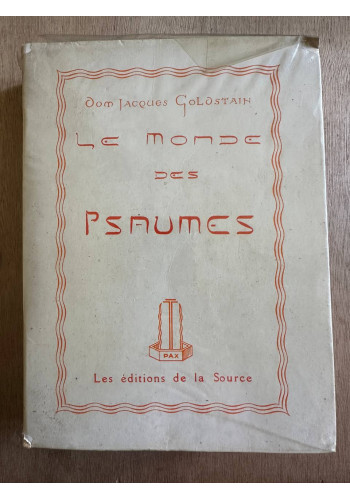 Dom Jacques Goldstain
Le Monde
des
Psaumes
PAX
Les éditions de la Source